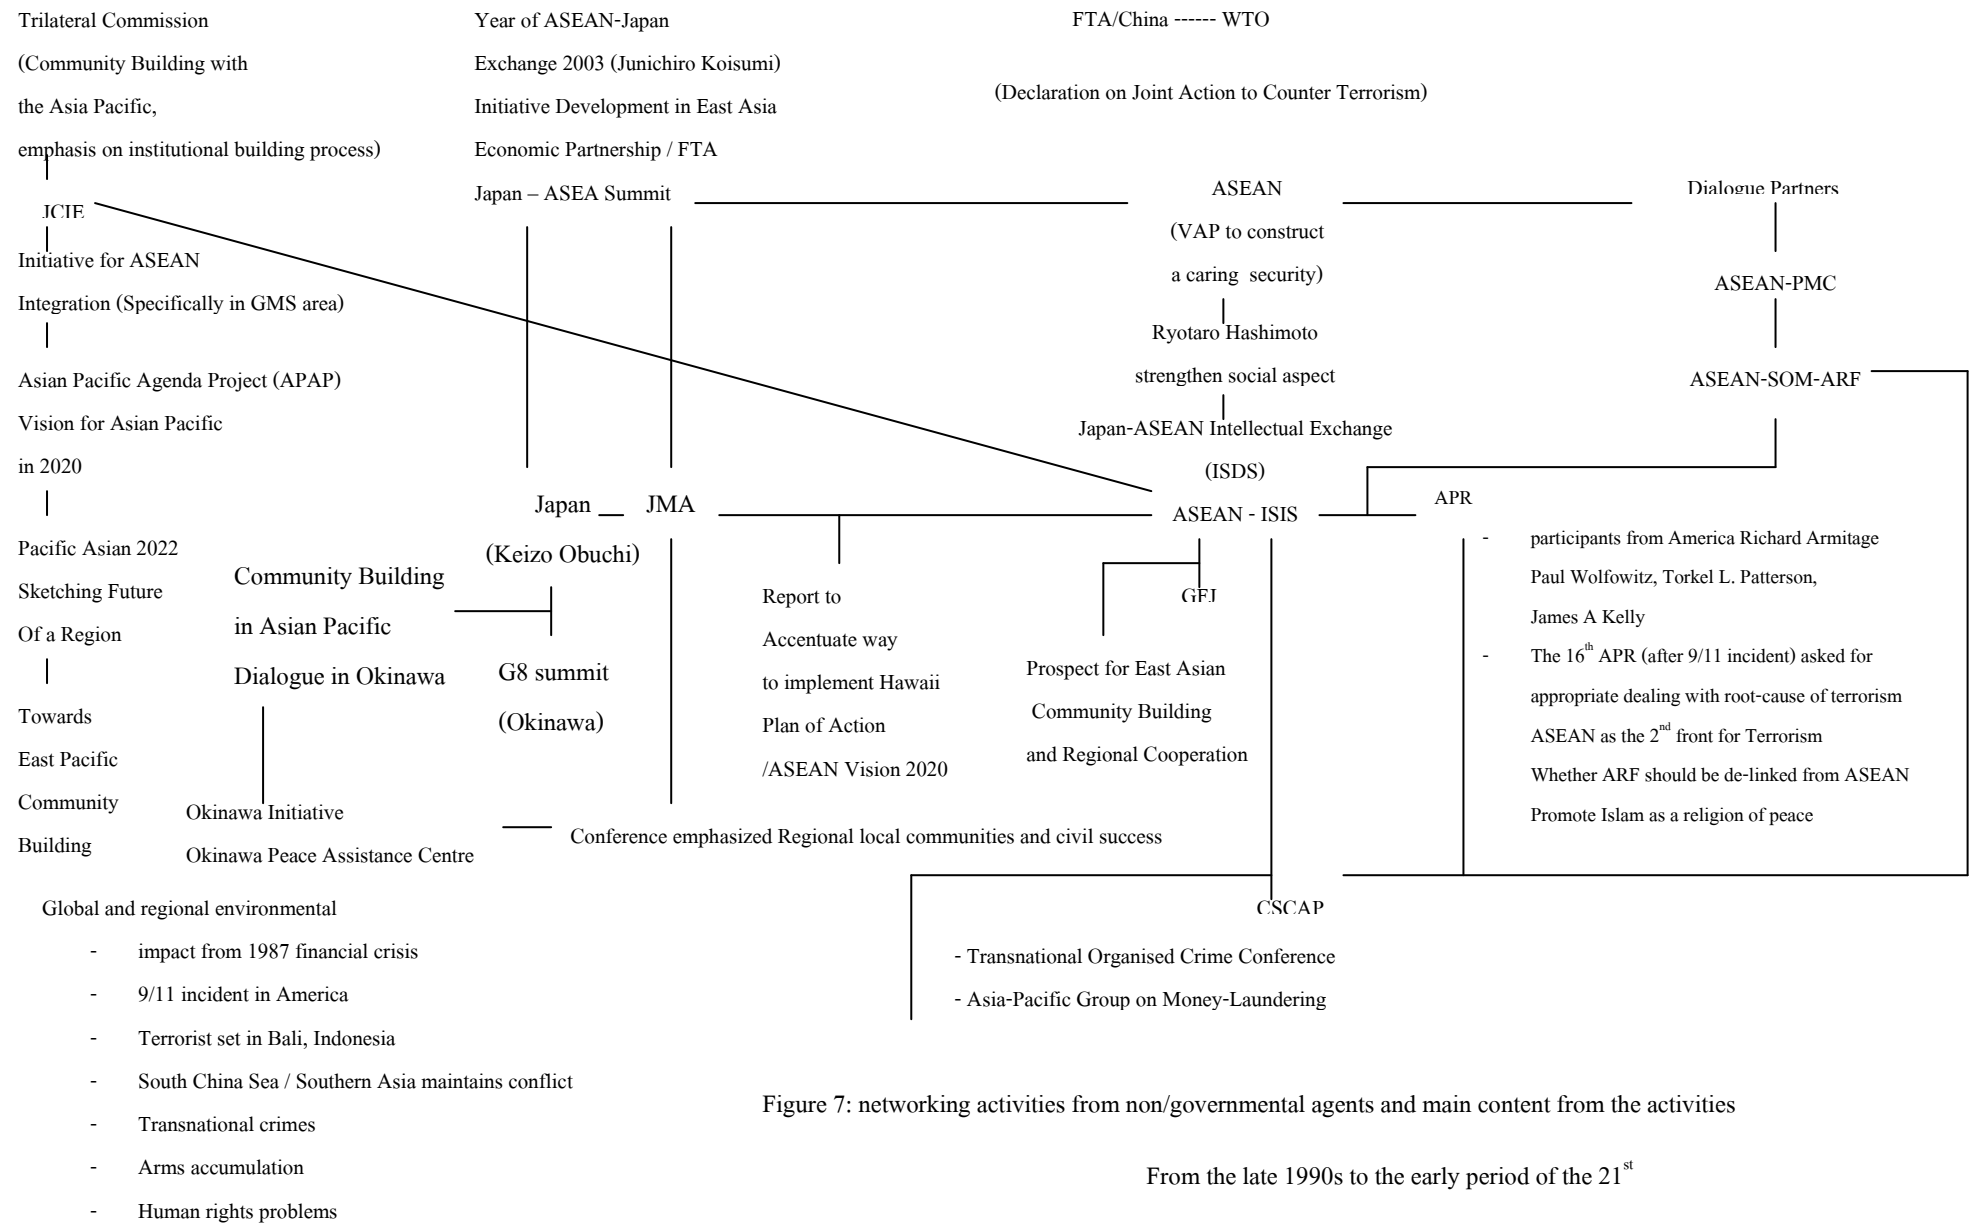 Trilateral Commission
(Community Building with
the Asia Pacific,
emphasis on institutional building process)
JCIE
Initiative for ASEAN
Integration (Specifically in GMS area)
Asian Pacific Agenda Project (APAP)
Vision for Asian Pacific
in 2020
Pacific Asian 2022
Sketching Future
Of a Region
Towards
East Pacific
Community
Building
Year of ASEAN-Japan
Exchange 2003 (Junichiro Koisumi)
Initiative Development in East Asia
Economic Partnership / FTA
Japan – ASEA Summit
FTA/China ------ WTO
(Declaration on Joint Action to Counter Terrorism)
ASEAN
(VAP to construct
a caring  security)
Ryotaro Hashimoto
strengthen social aspect
Japan-ASEAN Intellectual Exchange
(ISDS)
ASEAN - ISIS
Dialogue Partners
ASEAN-PMC
ASEAN-SOM-ARF
APR
- participants from America Richard Armitage
Paul Wolfowitz, Torkel L. Patterson,
James A Kelly
- The 16th APR (after 9/11 incident) asked for
appropriate dealing with root-cause of terrorism
ASEAN as the 2nd front for Terrorism
Whether ARF should be de-linked from ASEAN
Promote Islam as a religion of peace
Japan
JMA
(Keizo Obuchi)
Community Building
in Asian Pacific
Dialogue in Okinawa
G8 summit
(Okinawa)
Report to
Accentuate way
to implement Hawaii
Plan of Action
/ASEAN Vision 2020
GFJ
Prospect for East Asian
Community Building
and Regional Cooperation
Okinawa Initiative
Okinawa Peace Assistance Centre
Conference emphasized Regional local communities and civil success
CSCAP
- Transnational Organised Crime Conference
- Asia-Pacific Group on Money-Laundering
Global and regional environmental
- impact from 1987 financial crisis
- 9/11 incident in America
- Terrorist set in Bali, Indonesia
- South China Sea / Southern Asia maintains conflict
- Transnational crimes
- Arms accumulation
- Human rights problems
Figure 7: networking activities from non/governmental agents and main content from the activities
From the late 1990s to the early period of the 21st